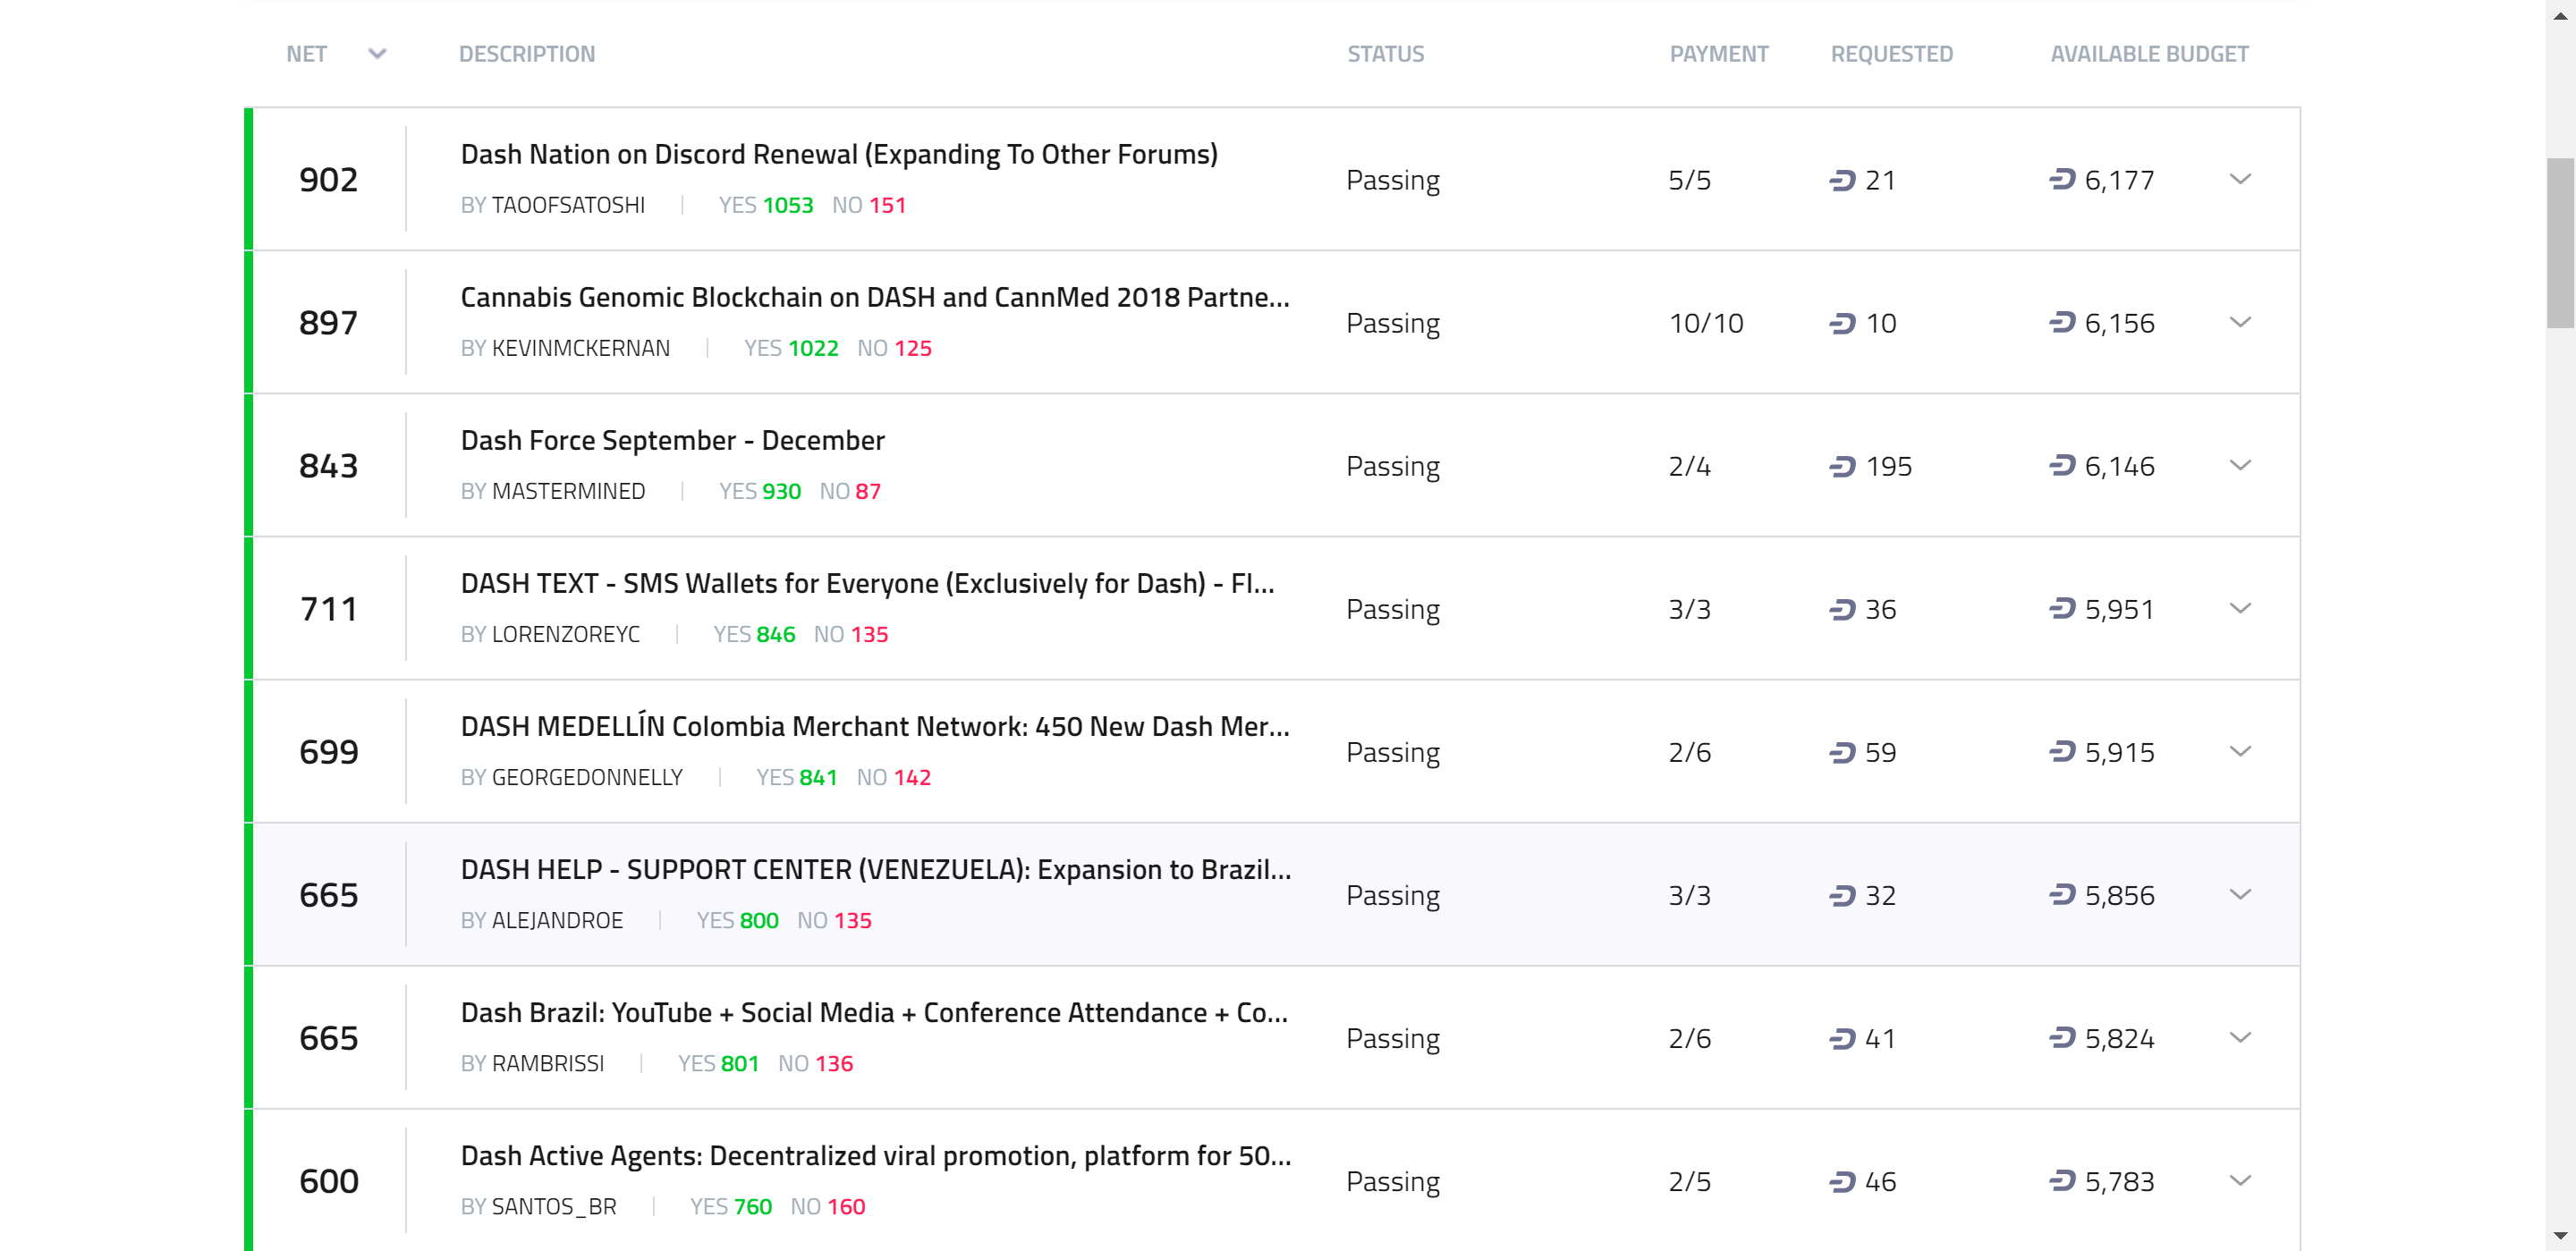 NET DESCRIPTION STATUS PAYMENT REQUESTED AVAILABLE BUDGET
902
Dash Nation on Discord Renewal (Expanding To Other Forums)
BY TAOOFSATOSHI | YES 1053 NO 151
Passing 5/5 21 6,177
897
Cannabis Genomic Blockchain on DASH and CannMed 2018 Partne...
BY KEVINMCKERNAN | YES 1022 NO 125
Passing 10/10 10 6,156
843
Dash Force September - December
BY MASTERMINED | YES 930 NO 87
Passing 2/4 195 6,146
711
DASH TEXT - SMS Wallets for Everyone (Exclusively for Dash) - FI...
BY LORENZOREYC | YES 846 NO 135
Passing 3/3 36 5,951
699
DASH MEDELLÍN Colombia Merchant Network: 450 New Dash Mer...
BY GEORGEDONNELLY | YES 841 NO 142
Passing 2/6 59 5,915
665
DASH HELP - SUPPORT CENTER (VENEZUELA): Expansion to Brazil...
BY ALEJANDROE | YES 800 NO 135
Passing 3/3 32 5,856
665
Dash Brazil: YouTube + Social Media + Conference Attendance + Co...
BY RAMBRISSI | YES 801 NO 136
Passing 2/6 41 5,824
600
Dash Active Agents: Decentralized viral promotion, platform for 50...
BY SANTOS_BR | YES 760 NO 160
Passing 2/5 46 5,783